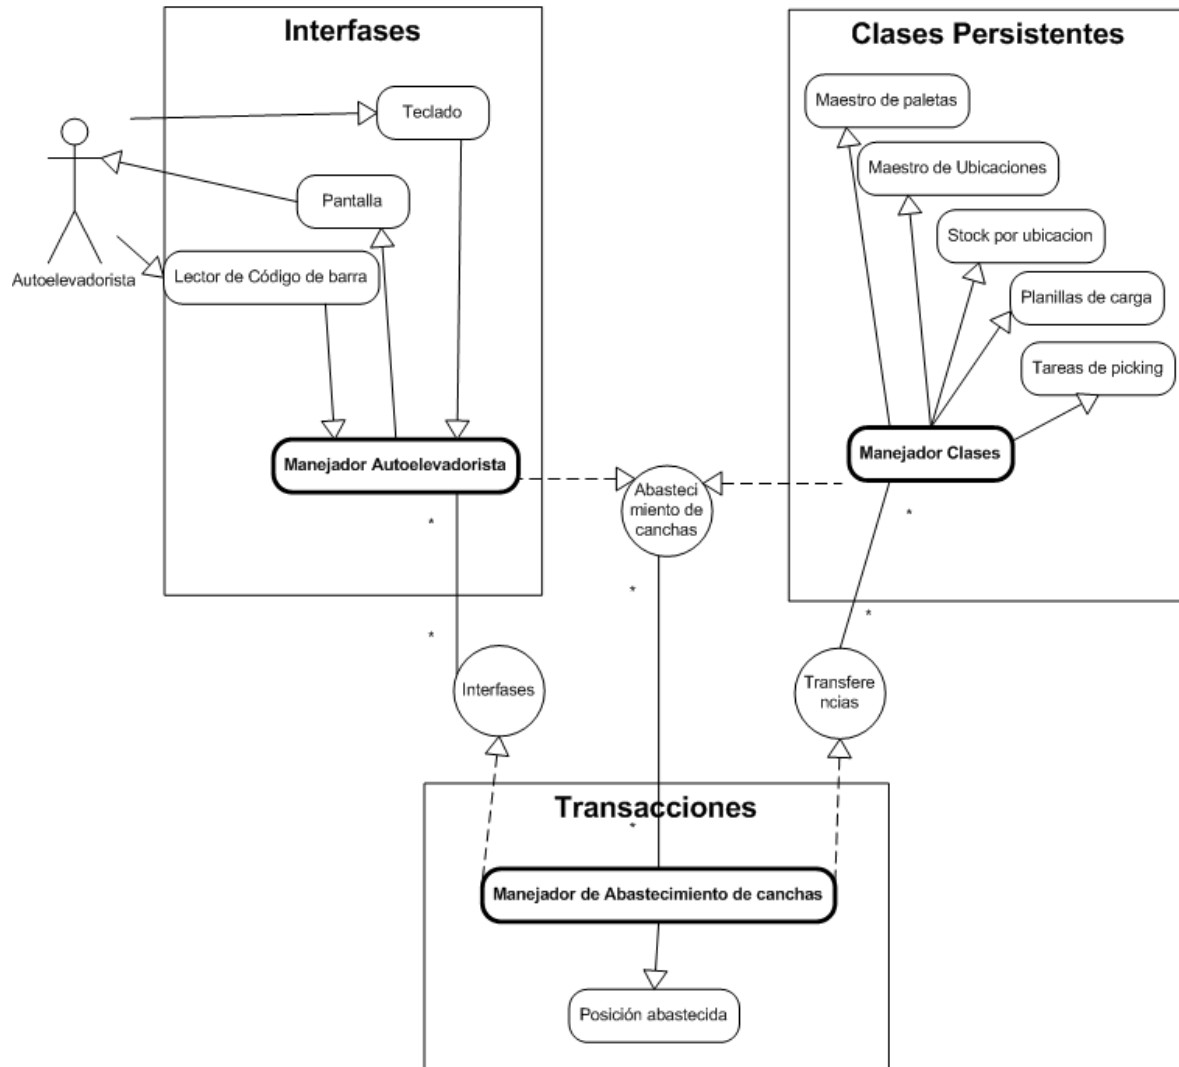 Interfases
Clases Persistentes
Teclado
Pantalla
Lector de Código de barra
Autoelevadorista
Maestro de paletas
Maestro de Ubicaciones
Stock por ubicacion
Planillas de carga
Tareas de picking
Manejador Autoelevadorista
Manejador Clases
Abasteci
miento de
canchas
*
*
*
*
*
Interfases
Transfere
ncias
Transacciones
*
Manejador de Abastecimiento de canchas
Posición abastecida